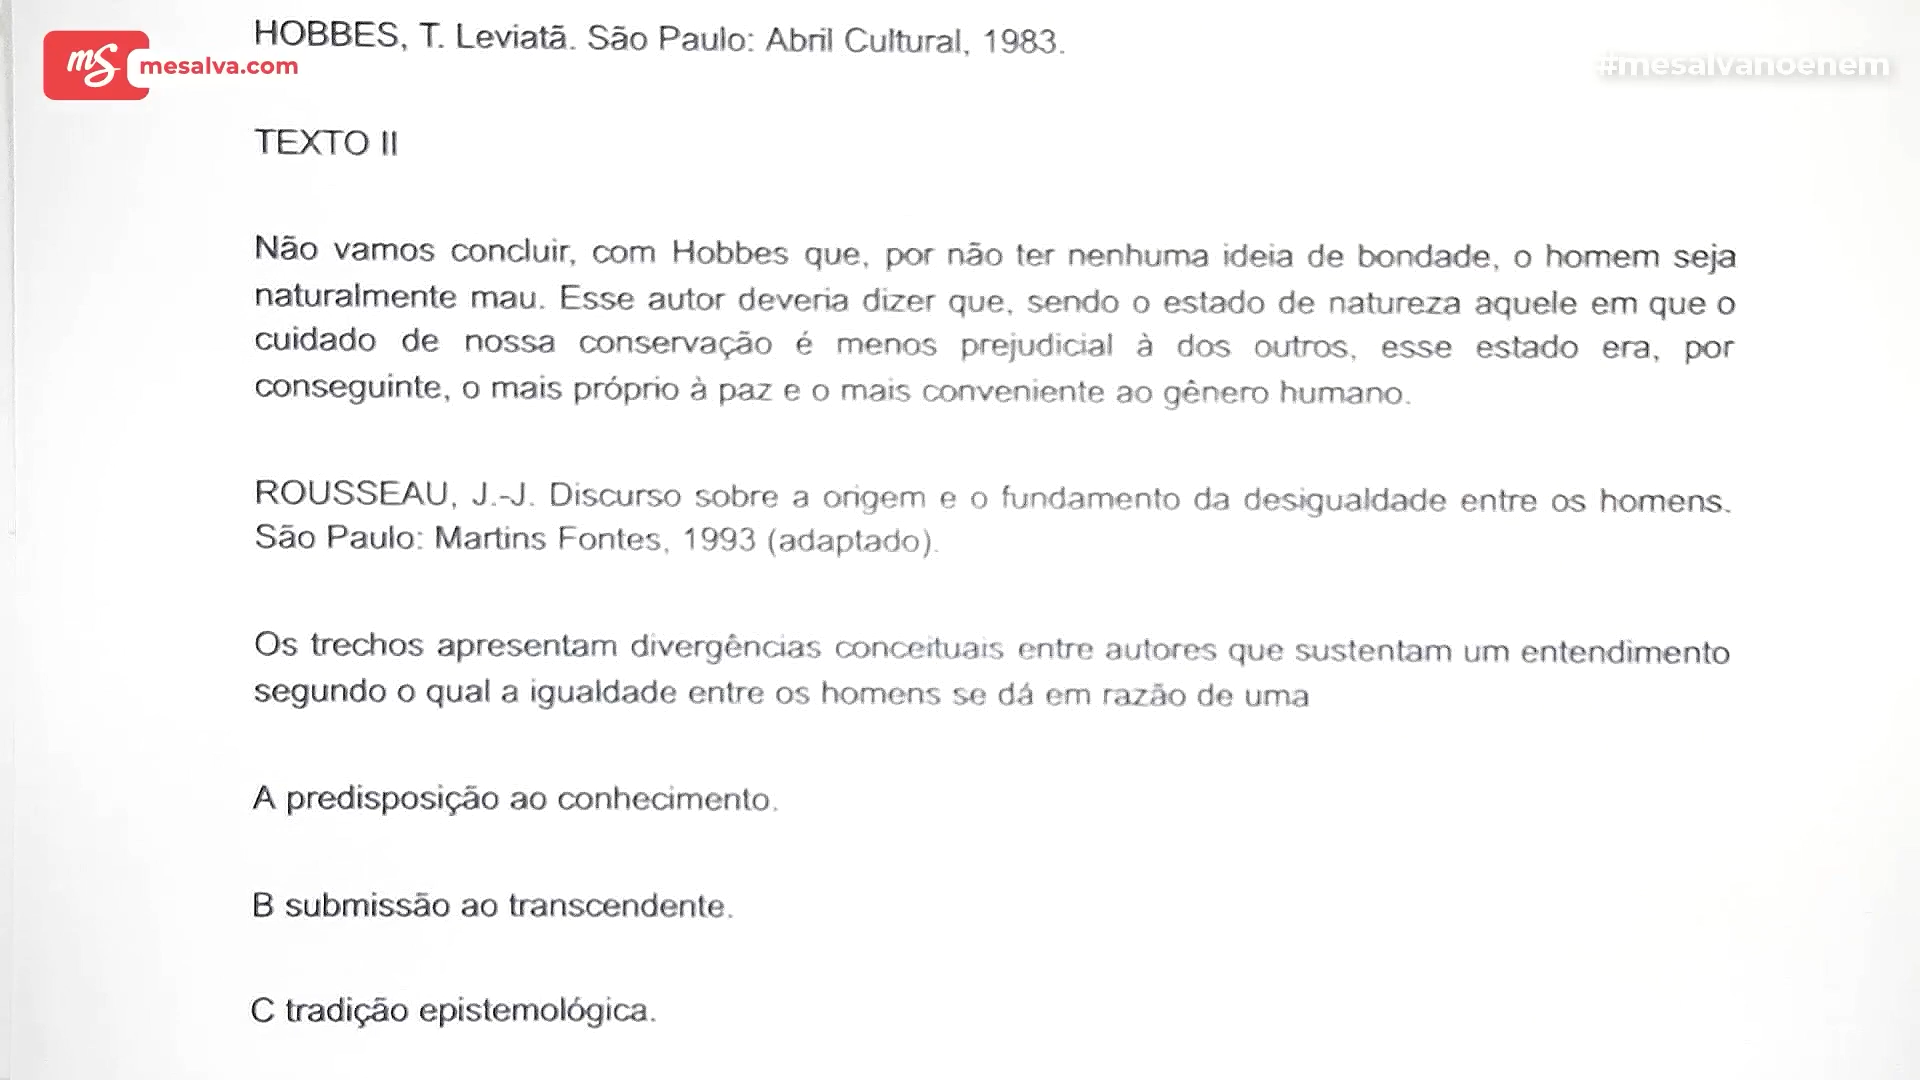 HOBBES, T. Leviatã. São Paulo: Abril Cultural, 1983.
mS mesalva.com
#mesalvanoenem
TEXTO II
Não vamos concluir, com Hobbes que, por não ter nenhuma ideia de bondade, o homem seja
naturalmente mau. Esse autor deveria dizer que, sendo o estado de natureza aquele em que o
cuidado de nossa conservação é menos prejudicial à dos outros, esse estado era, por
conseguinte, o mais próprio à paz e o mais conveniente ao gênero humano.
ROUSSEAU, J.-J. Discurso sobre a origem e o fundamento da desigualdade entre os homens.
São Paulo: Martins Fontes, 1993 (adaptado).
Os trechos apresentam divergências conceituais entre autores que sustentam um entendimento
segundo o qual a igualdade entre os homens se dá em razão de uma
A predisposição ao conhecimento.
B submissão ao transcendente.
C tradição epistemológica.